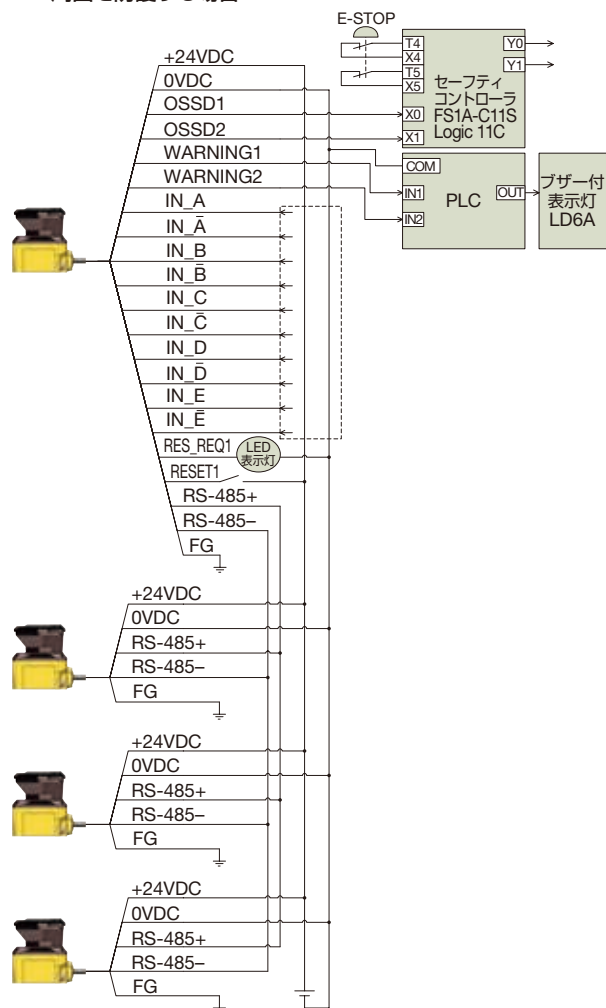 E-STOP
+24VDC
0VDC
OSSD1
OSSD2
WARNING1
WARNING2
IN_A
IN_A̅
IN_B
IN_B̅
IN_C
IN_C̅
IN_D
IN_D̅
IN_E
IN_E̅
RES_REQ1
LED
表示灯
RESET1
RS-485+
RS-485–
FG
T4
X4
T5
X5
X0
X1
Y0
Y1
セーフティ
コントローラ
FS1A-C11S
Logic 11C
COM
IN1
IN2
PLC
OUT
ブザー付
表示灯
LD6A
+24VDC
0VDC
RS-485+
RS-485–
FG
+24VDC
0VDC
RS-485+
RS-485–
FG
+24VDC
0VDC
RS-485+
RS-485–
FG